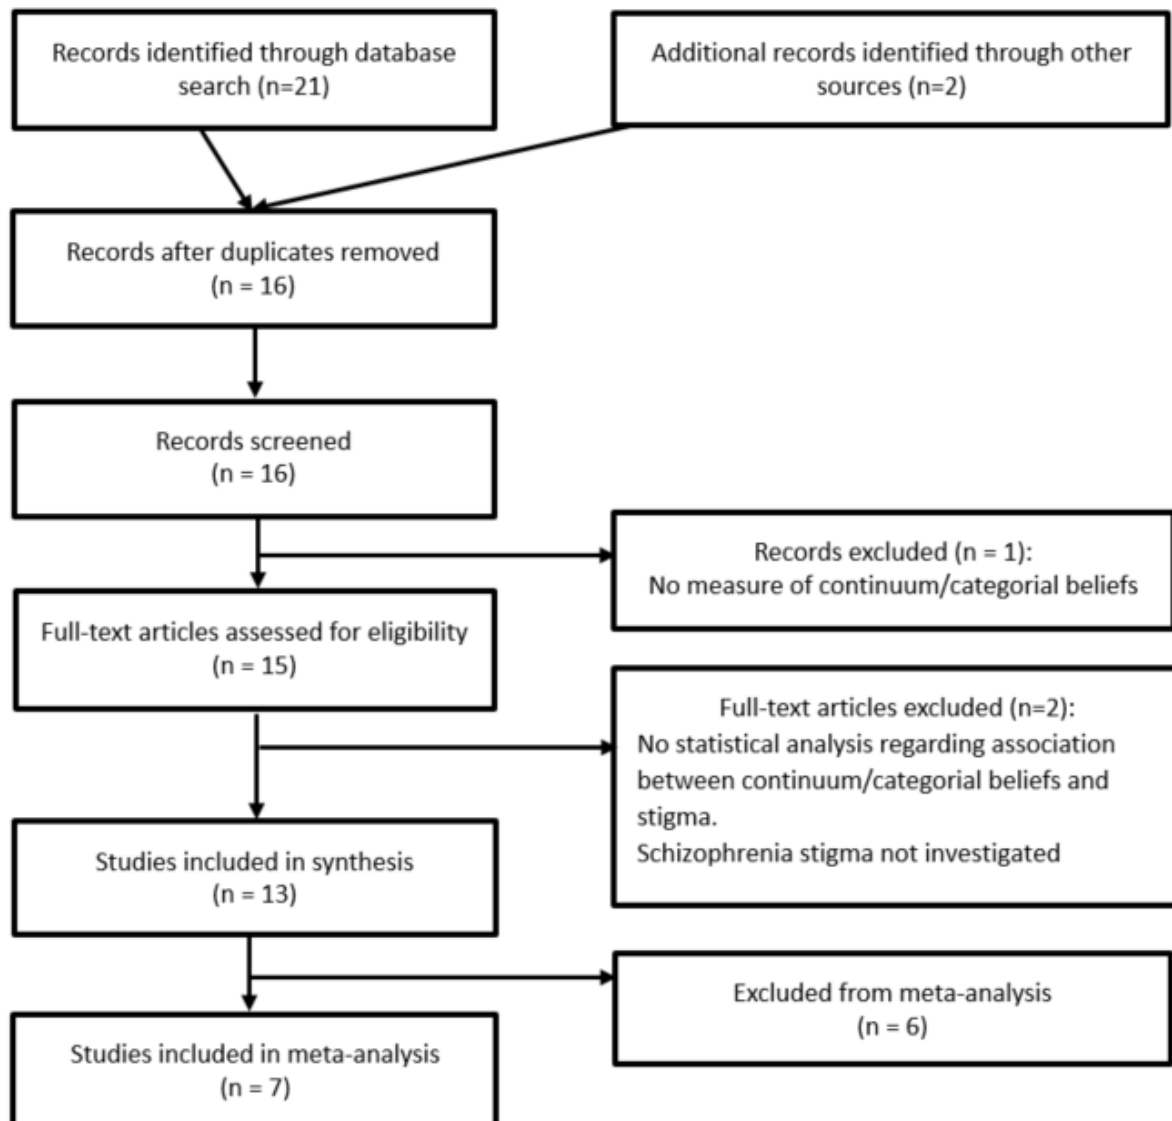 Records identified through database
search (n=21)
Additional records identified through other
sources (n=2)
Records after duplicates removed
(n = 16)
Records screened
(n = 16)
Records excluded (n = 1):
No measure of continuum/categorial beliefs
Full-text articles assessed for eligibility
(n = 15)
Full-text articles excluded (n=2):
No statistical analysis regarding association
between continuum/categorial beliefs and
stigma.
Schizophrenia stigma not investigated
Studies included in synthesis
(n = 13)
Excluded from meta-analysis
(n = 6)
Studies included in meta-analysis
(n = 7)